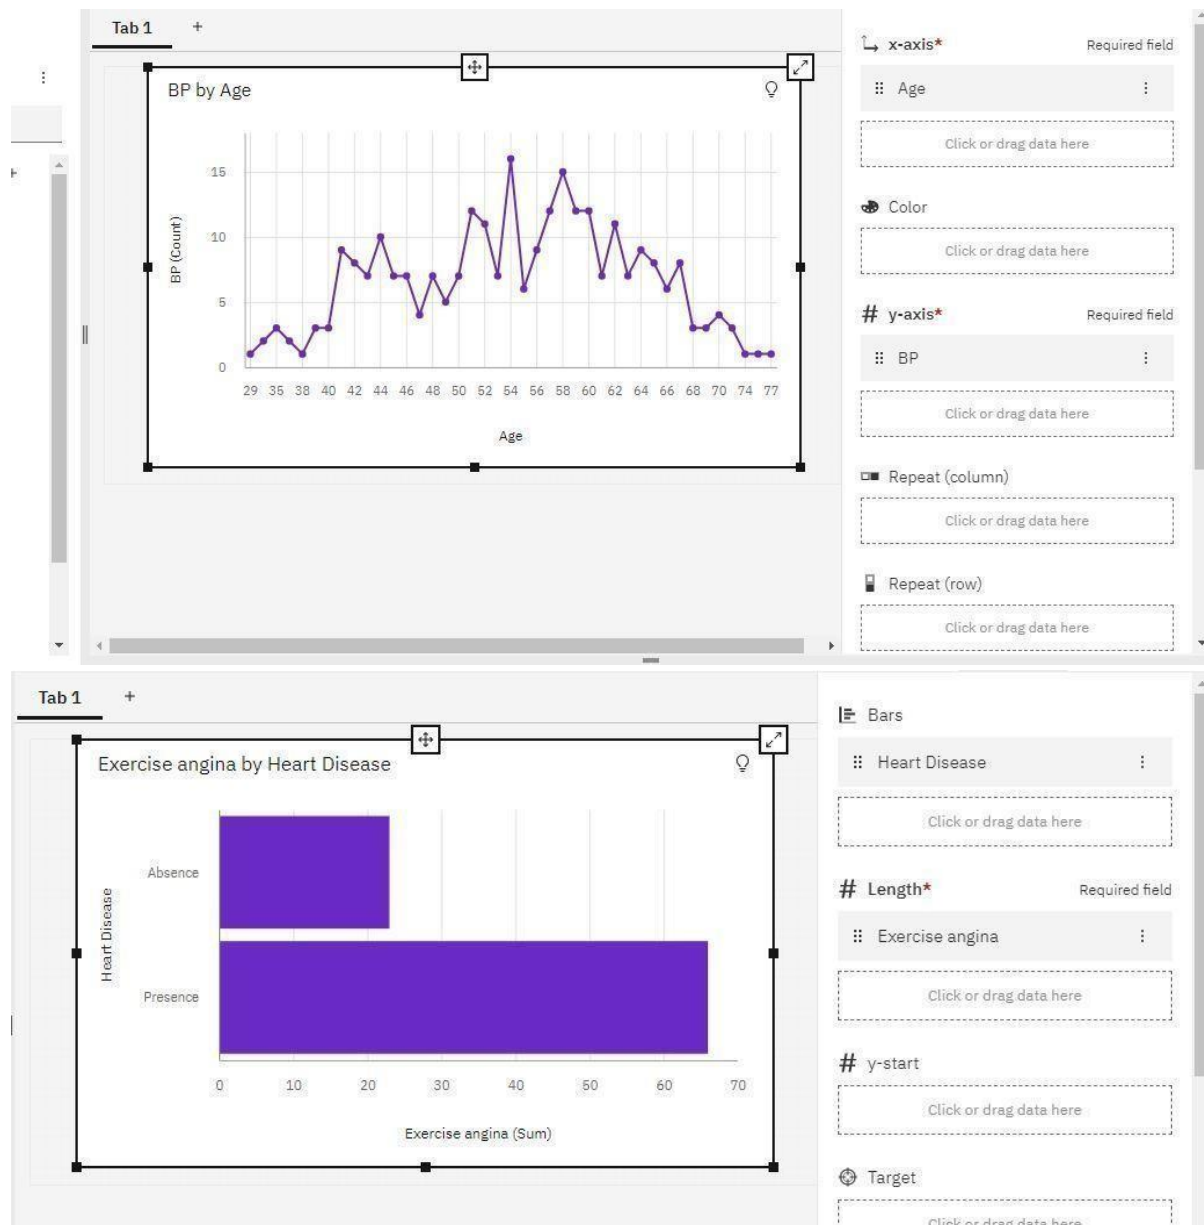 Tab 1 +
BP by Age
15
10
5
0
BP (Count)
29 35 38 40 42 44 46 48 50 52 54 56 58 60 62 64 66 68 70 74 77
Age
x-axis* Required field
Age
Click or drag data here
Color
Click or drag data here
# y-axis* Required field
BP
Click or drag data here
Repeat (column)
Click or drag data here
Repeat (row)
Click or drag data here
Tab 1 +
Exercise angina by Heart Disease
Heart Disease
Absence
Presence
0 10 20 30 40 50 60 70
Exercise angina (Sum)
Bars
Heart Disease
Click or drag data here
# Length* Required field
Exercise angina
Click or drag data here
# y-start
Click or drag data here
Target
Click or drag data here